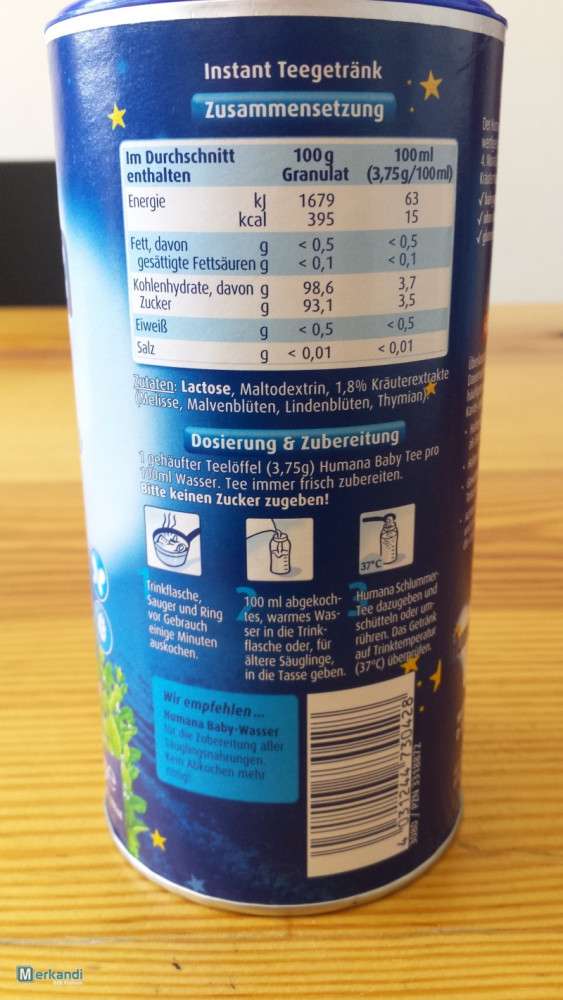 Instant Teegetränk
Zusammensetzung
Im Durchschnitt enthalten 100 g Granulat 100 ml (3,75 g/100 ml)
Energie kJ 1679 63
kcal 395 15
Fett, davon g < 0,5 < 0,5
gesättigte Fettsäuren g < 0,1 < 0,1
Kohlenhydrate, davon g 98,6 3,7
Zucker g 93,1 3,5
Eiweiß g < 0,5 < 0,5
Salz g < 0,01 < 0,01
Zutaten: Lactose, Maltodextrin, 1,8% Kräuterextrakte
(Melisse, Malvenblüten, Lindenblüten, Thymian).
Dosierung & Zubereitung
1 gehäufter Teelöffel (3,75g) Humana Baby Tee pro
100ml Wasser. Tee immer frisch zubereiten.
Bitte keinen Zucker zugeben!
37°C
1
Trinkflasche,
Sauger und Ring
vor Gebrauch
einige Minuten
auskochen.
2
100 ml abgekoch-
tes, warmes Was-
ser in die Trink-
flasche oder, für
ältere Säuglinge,
in die Tasse geben.
3
Humana Schlummer-
Tee dazugeben und
schütteln oder um-
rühren. Das Getränk
auf Trinktemperatur
(37°C) überprüfen.
Wir empfehlen...
Humana Baby-Wasser
für die Zubereitung aller
Säuglingsnahrungen.
Kein Abkochen mehr
nötig!
4 031244 730428
Merkandi